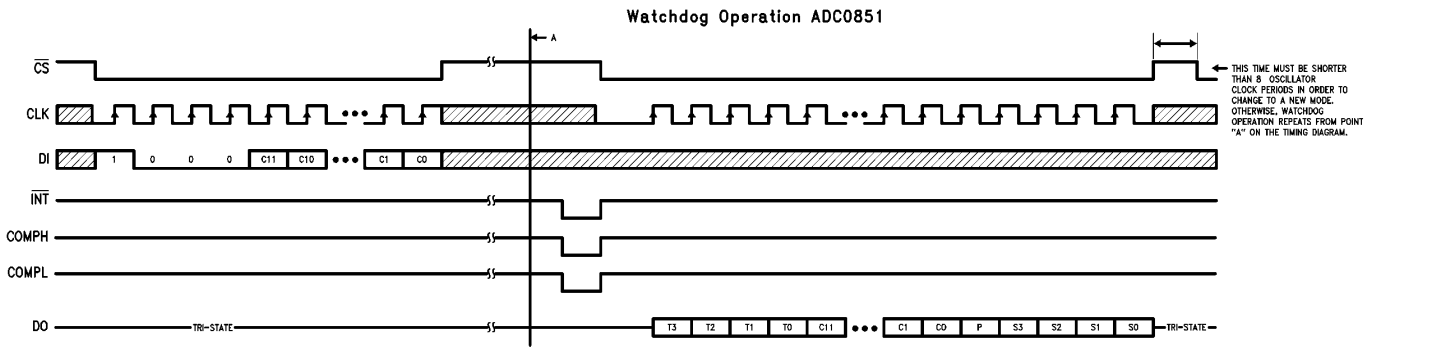 Watchdog Operation ADC0851
A
CS
THIS TIME MUST BE SHORTER
THAN 8 OSCILLATOR
CLOCK PERIODS IN ORDER TO
CHANGE TO A NEW MODE.
OTHERWISE, WATCHDOG
OPERATION REPEATS FROM POINT
"A" ON THE TIMING DIAGRAM.
CLK
DI 1 0 0 0 C11 C10 ••• C1 C0
INT
COMPH
COMPL
DO TRI-STATE T3 T2 T1 T0 C11 ••• C1 C0 P S3 S2 S1 S0 TRI-STATE